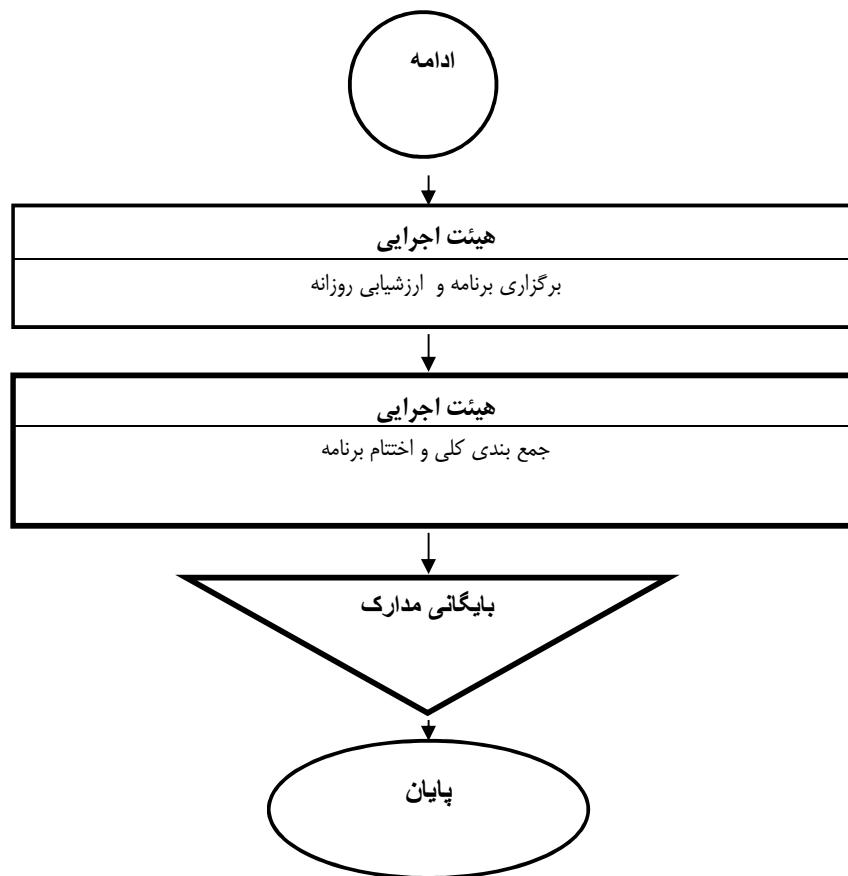 ادامه
هیئت اجرایی
برگزاری برنامه و ارزشیابی روزانه
هیئت اجرایی
جمع بندی کلی و اختتام برنامه
بایگانی مدارک
پایان